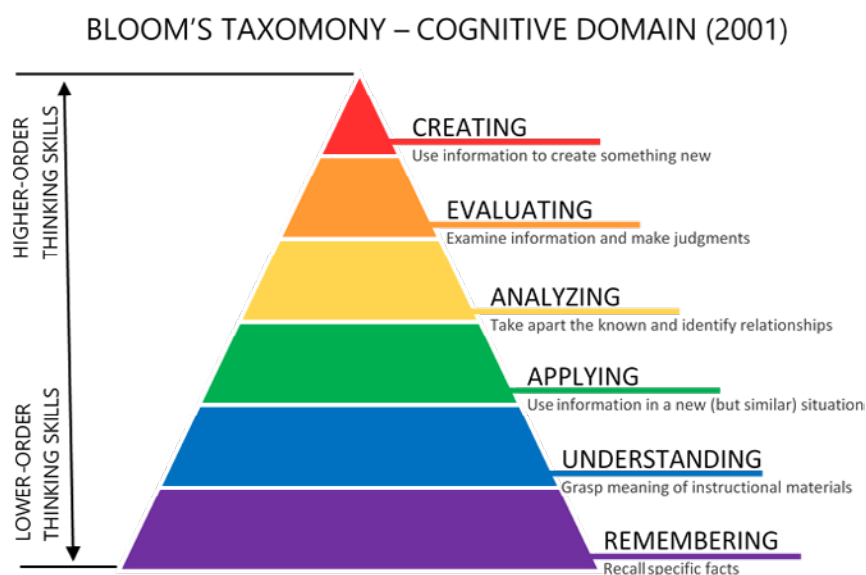 BLOOM'S TAXOMONY – COGNITIVE DOMAIN (2001)
HIGHER-ORDER
THINKING SKILLS
CREATING
Use information to create something new
EVALUATING
Examine information and make judgments
ANALYZING
Take apart the known and identify relationships
APPLYING
Use information in a new (but similar) situation
LOWER-ORDER
THINKING SKILLS
UNDERSTANDING
Grasp meaning of instructional materials
REMEMBERING
Recall specific facts